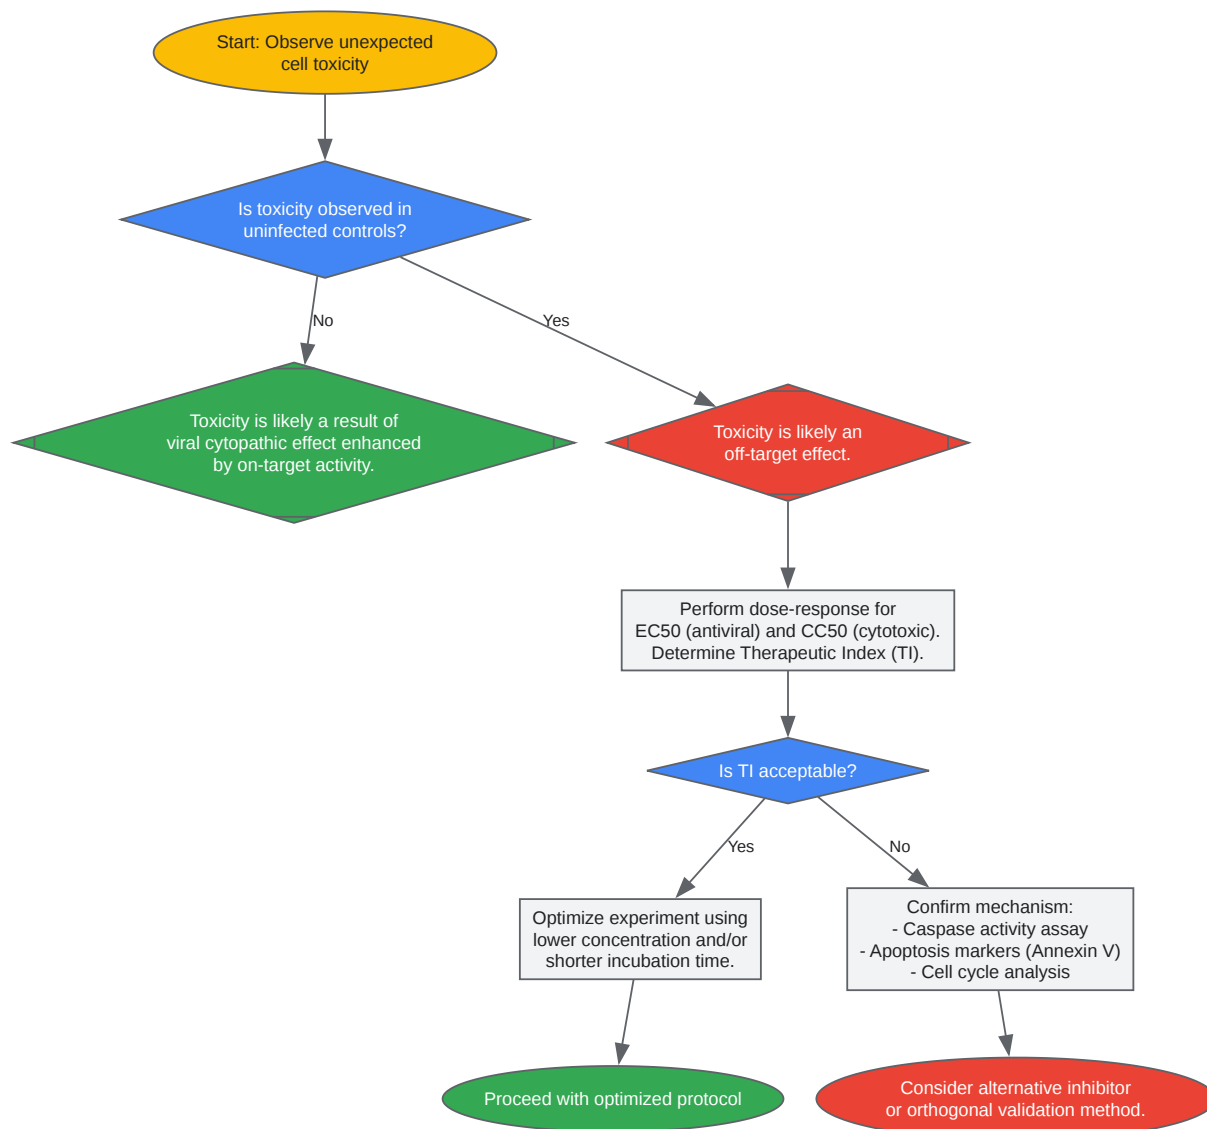 Start: Observe unexpected
cell toxicity
Is toxicity observed in
uninfected controls?
No
Yes
Toxicity is likely a result of
viral cytopathic effect enhanced
by on-target activity.
Toxicity is likely an
off-target effect.
Perform dose-response for
EC50 (antiviral) and CC50 (cytotoxic).
Determine Therapeutic Index (TI).
Is TI acceptable?
Yes
No
Optimize experiment using
lower concentration and/or
shorter incubation time.
Confirm mechanism:
- Caspase activity assay
- Apoptosis markers (Annexin V)
- Cell cycle analysis
Proceed with optimized protocol
Consider alternative inhibitor
or orthogonal validation method.